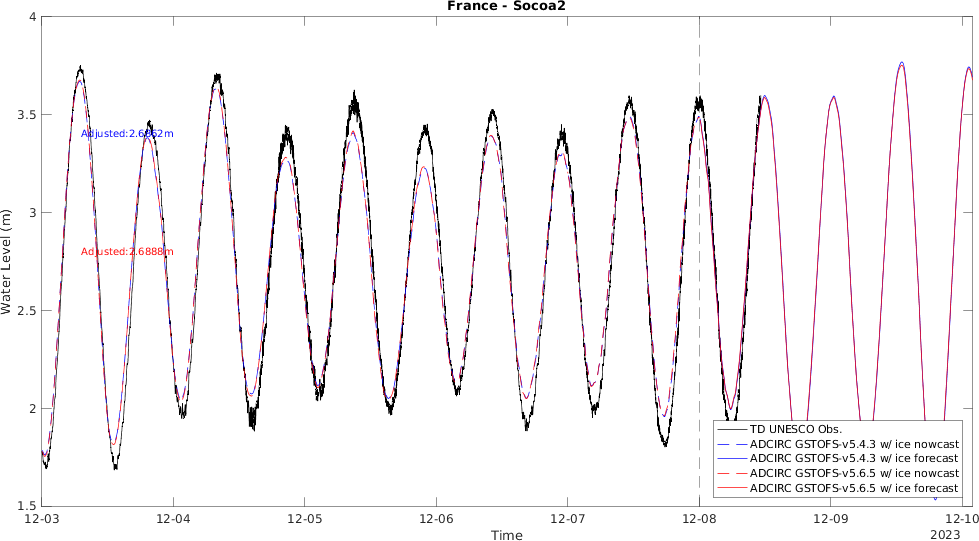 France - Socoa2
4
3.5
3
2.5
2
1.5
Water Level (m)
Adjusted:2.6862m
Adjusted:2.6888m
TD UNESCO Obs.
ADCIRC GSTOFS-v5.4.3 w/ ice nowcast
ADCIRC GSTOFS-v5.4.3 w/ ice forecast
ADCIRC GSTOFS-v5.6.5 w/ ice nowcast
ADCIRC GSTOFS-v5.6.5 w/ ice forecast
12-03 12-04 12-05 12-06 12-07 12-08 12-09 12-10
Time
2023